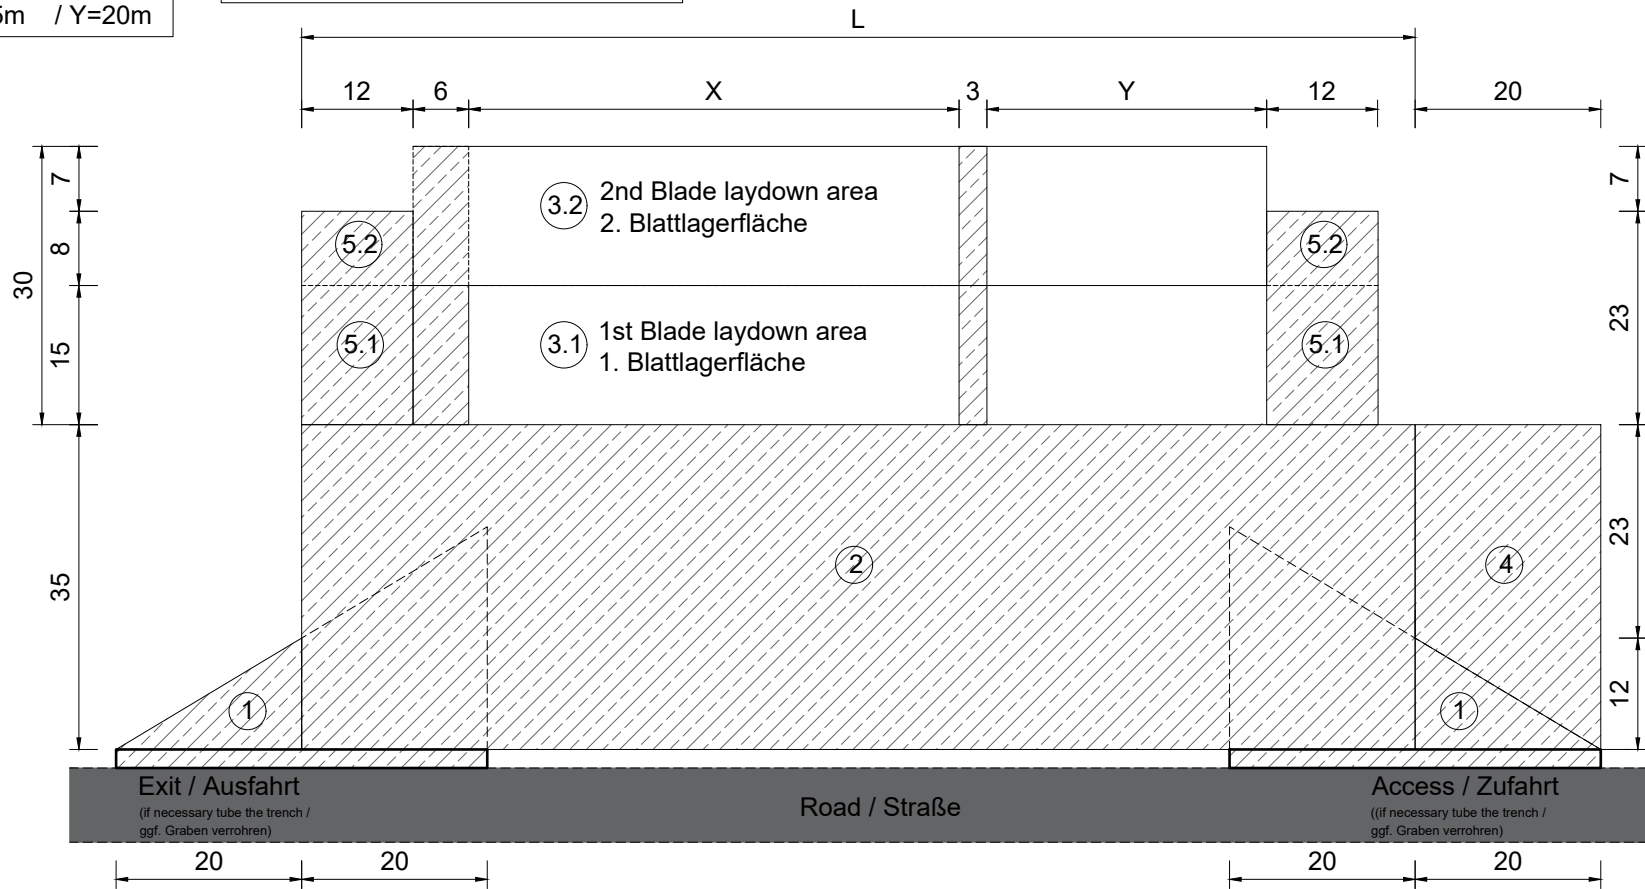 / Y=20m
L
12
6
X
3
Y
12
20
7
8
15
30
35
7
23
23
12
3.2
2nd Blade laydown area
2. Blattlagerfläche
5.2
5.2
3.1
1st Blade laydown area
1. Blattlagerfläche
5.1
5.1
2
4
1
1
Exit / Ausfahrt
(if necessary tube the trench /
ggf. Graben verrohren)
Road / Straße
Access / Zufahrt
((if necessary tube the trench /
ggf. Graben verrohren)
20
20
20
20